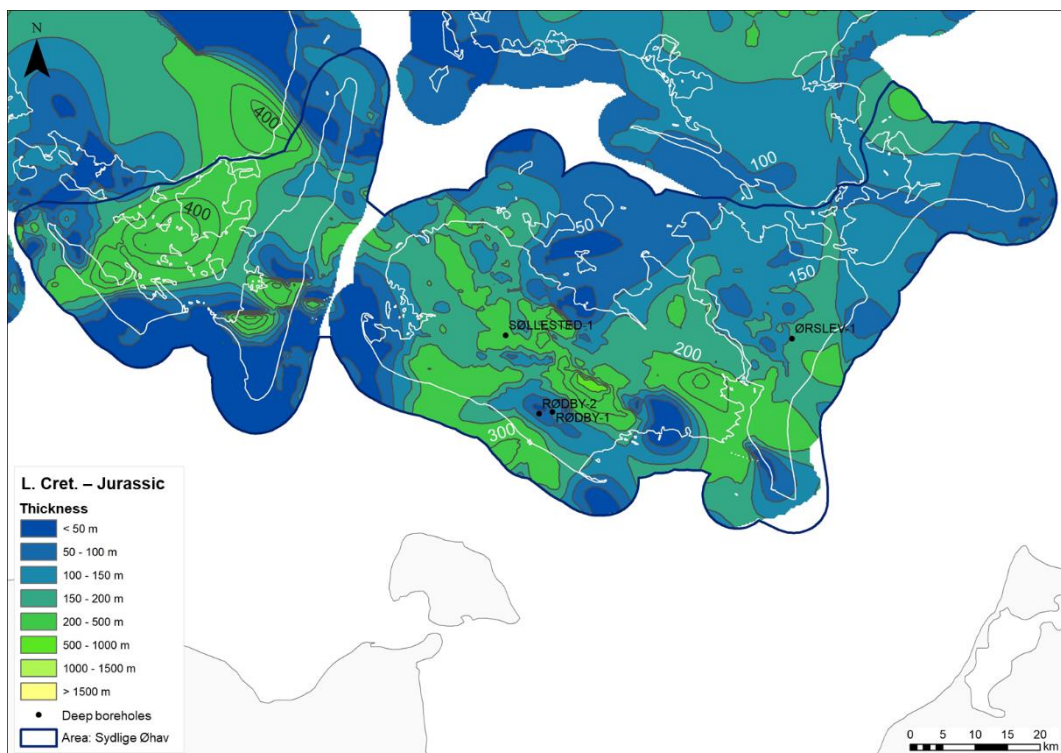 N
400
400
100
50
150
SØLLESTED-1
ØRSLEV-1
200
RØDBY-2
RØDBY-1
300
L. Cret. – Jurassic
Thickness
< 50 m
50 - 100 m
100 - 150 m
150 - 200 m
200 - 500 m
500 - 1000 m
1000 - 1500 m
> 1500 m
Deep boreholes
Area: Sydlige Øhav
0 5 10 15 20
km